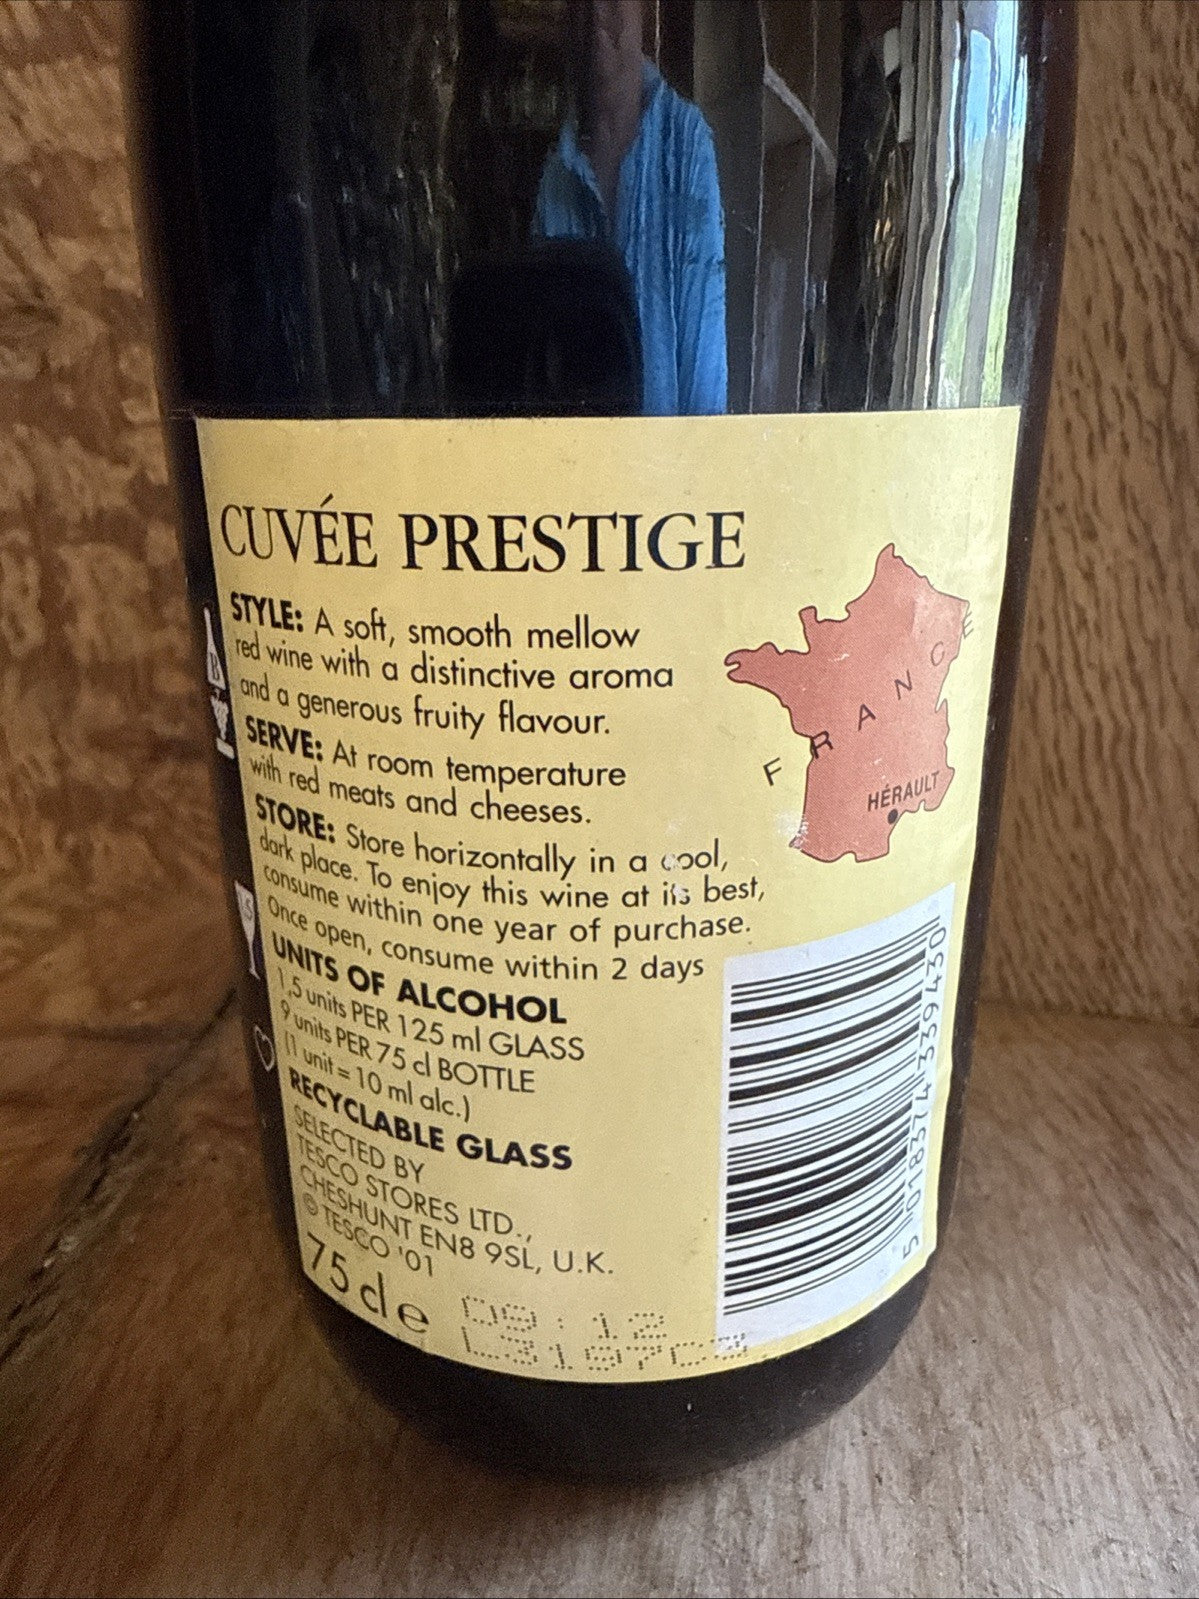 CUVÉE PRESTIGE
STYLE: A soft, smooth mellow
red wine with a distinctive aroma
and a generous fruity flavour.
SERVE: At room temperature
with red meats and cheeses.
STORE: Store horizontally in a cool,
dark place. To enjoy this wine at its best,
consume within one year of purchase.
Once open, consume within 2 days
UNITS OF ALCOHOL
1,5 units PER 125 ml GLASS
9 units PER 75 cl BOTTLE
(1 unit = 10 ml alc.)
RECYCLABLE GLASS
SELECTED BY
TESCO STORES LTD.,
CHESHUNT EN8 9SL, U.K.
© TESCO '01
75 cl e
09:12
FRANCE
HÉRAULT
5 018374 339430